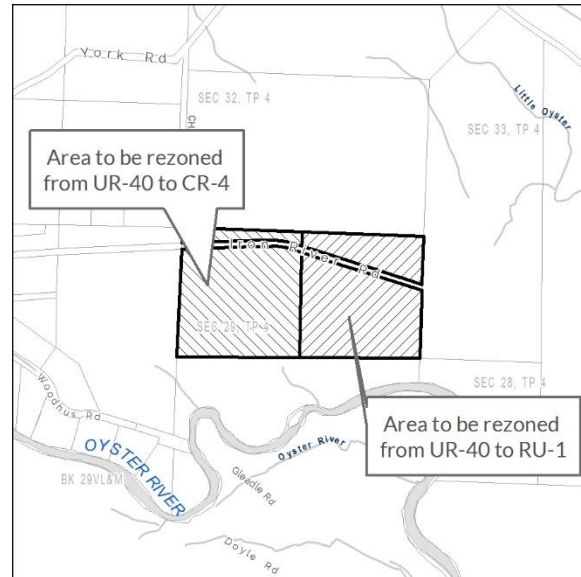 York Rd
SEC 32, TP 4
Little Oyster
SEC 33, TP 4
CH
Area to be rezoned
from UR-40 to CR-4
Iron River Rd
SEC 29, TP 4
SEC 28, TP 4
Woodhus Rd
Area to be rezoned
from UR-40 to RU-1
OYSTER RIVER
Oyster River
BK 29VL&M
Gleadle Rd
Doyle Rd